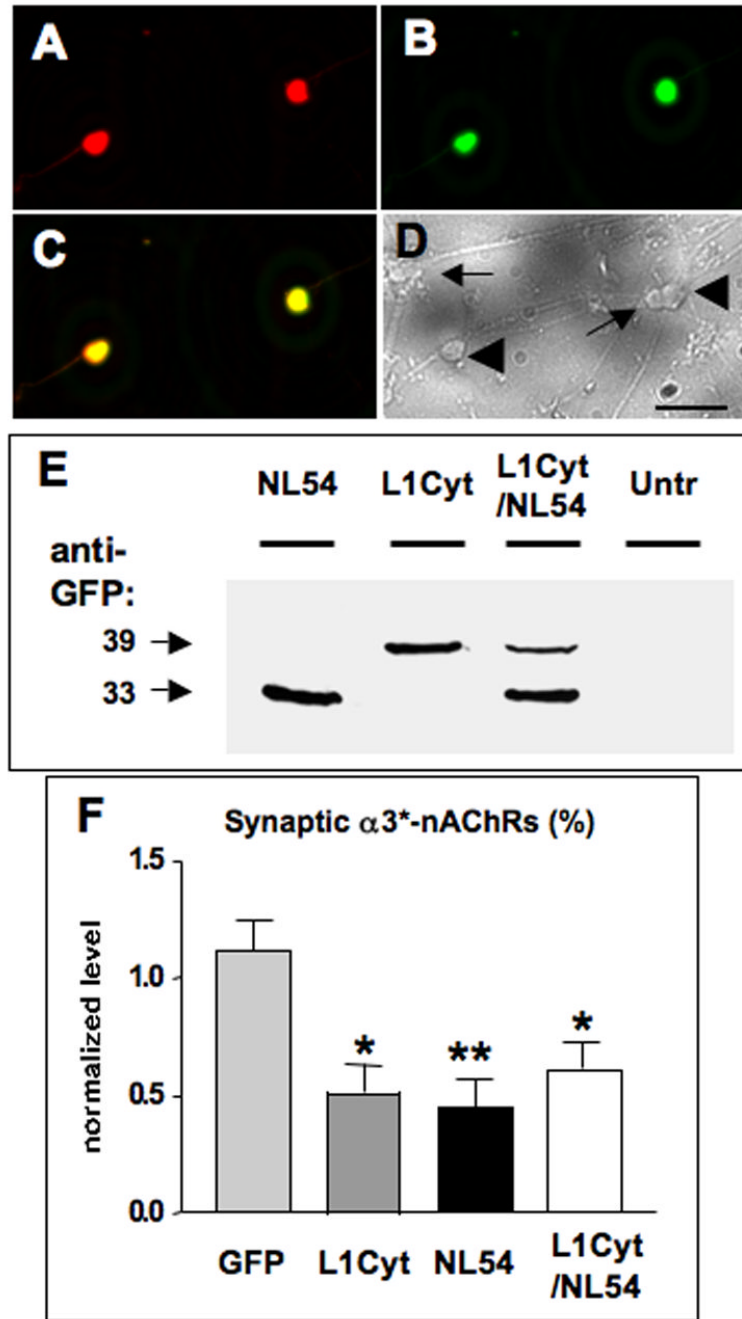 A
B
C
D
E
NL54 L1Cyt L1Cyt/NL54 Untr
anti-GFP:
39
33
F
Synaptic α3*-nAChRs (%)
normalized level
1.5
1.0
0.5
0.0
* ** *
GFP L1Cyt NL54 L1Cyt/NL54